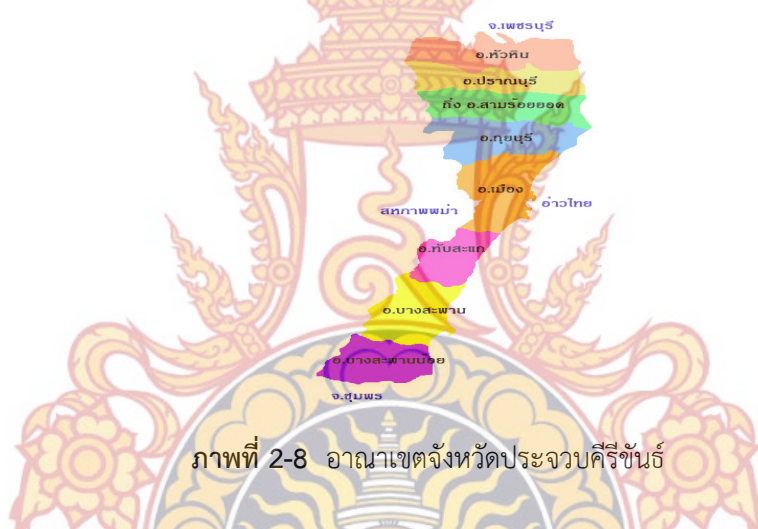 จ.เพชรบุรี
อ.หัวหิน
อ.ปราณบุรี
กิ่ง อ.สามร้อยยอด
อ.กุยบุรี
อ.เมือง
สหภาพพม่า
อ่าวไทย
อ.ทับสะแก
อ.บางสะพาน
อ.บางสะพานน้อย
จ.ชุมพร
ภาพที่ 2-8 อาณาเขตจังหวัดประจวบคีรีขันธ์